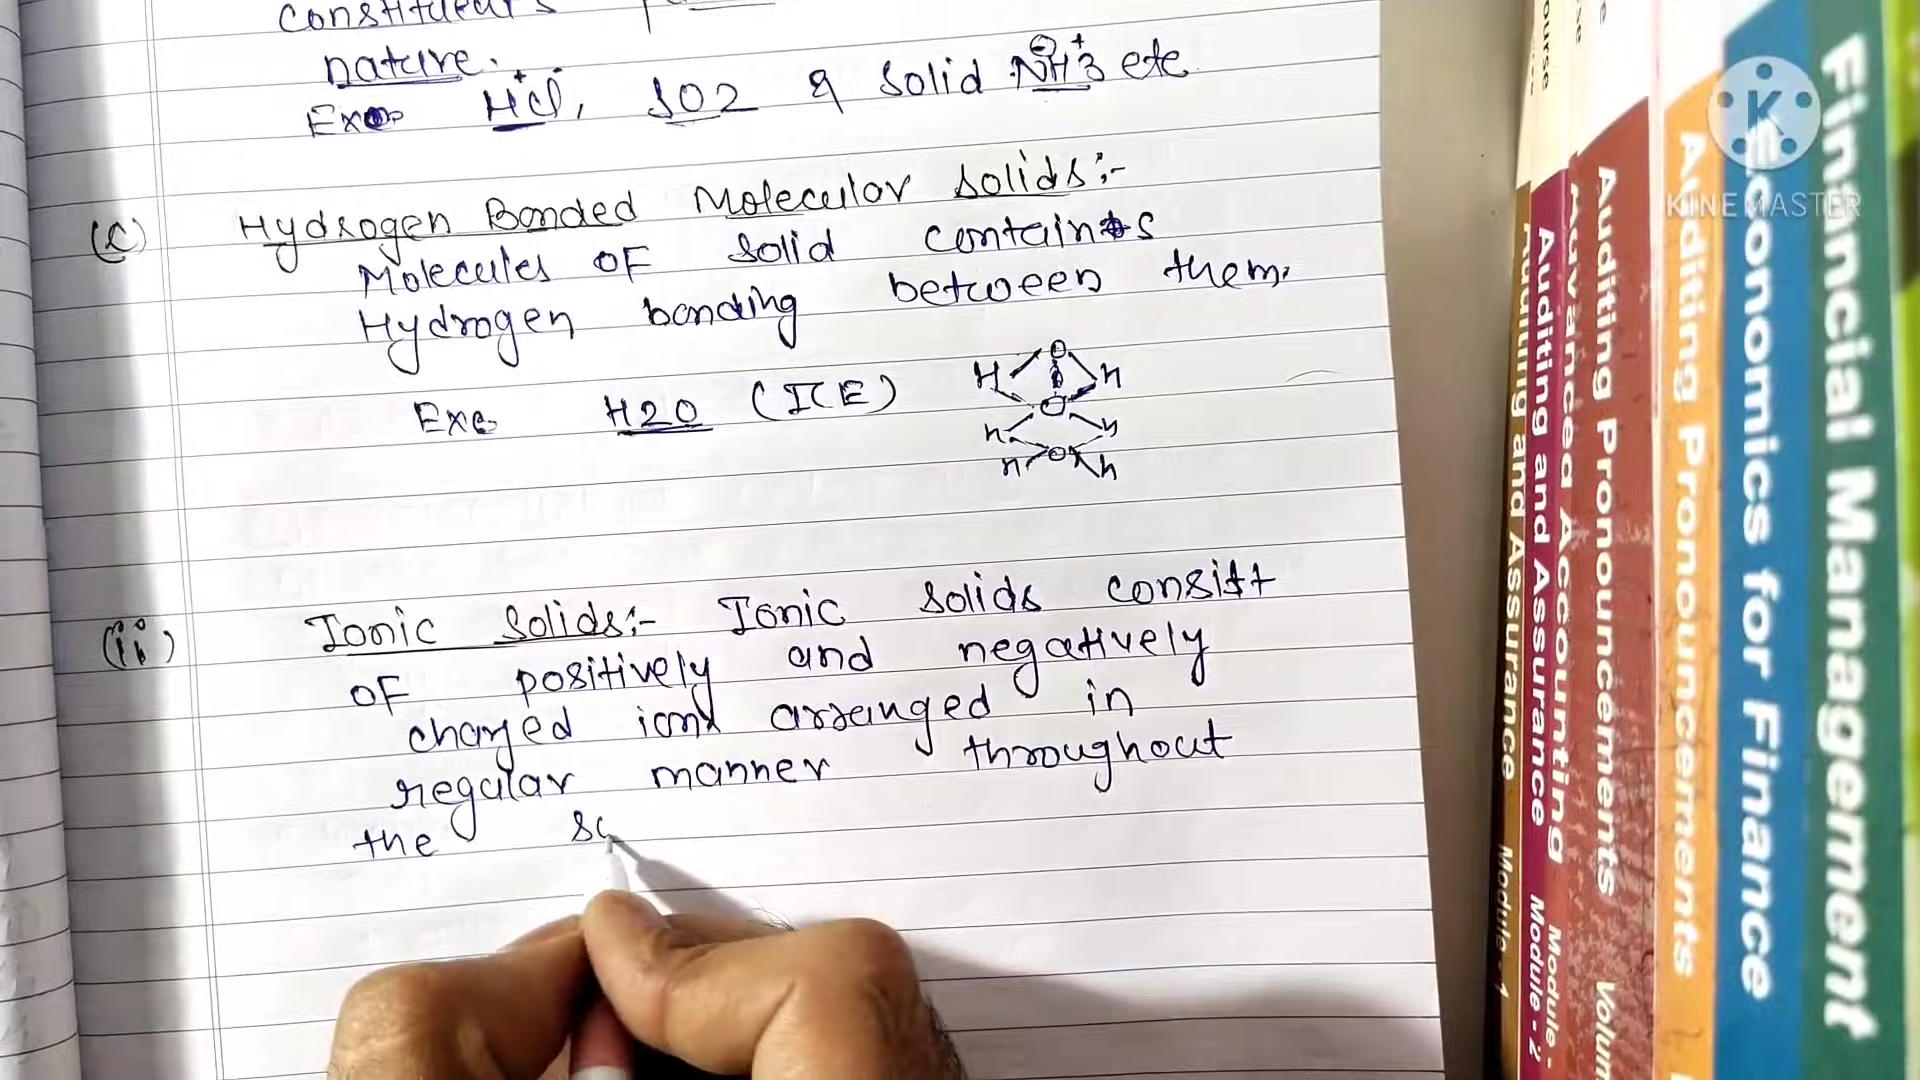 nature.
Exe HCl, SO2 & Solid NH3 etc
(c) Hydrogen Bonded Molecular Solids:-
Molecules OF Solid contains
Hydrogen bonding between them.
Exe. H2O (ICE)
H O H
O
H H
H O H
(ii) Ionic Solids:- Ionic Solids consist
OF positively and negatively
charged ions arranged in
regular manner throughout
the so
Financial Management
Economics for Finance
Auditing Pronouncements
Auditing Pronouncements Volum
Advanced Accounting Module -
Auditing and Assurance Module - 2
Auditing and Assurance Module - 1
K
KINEMASTER